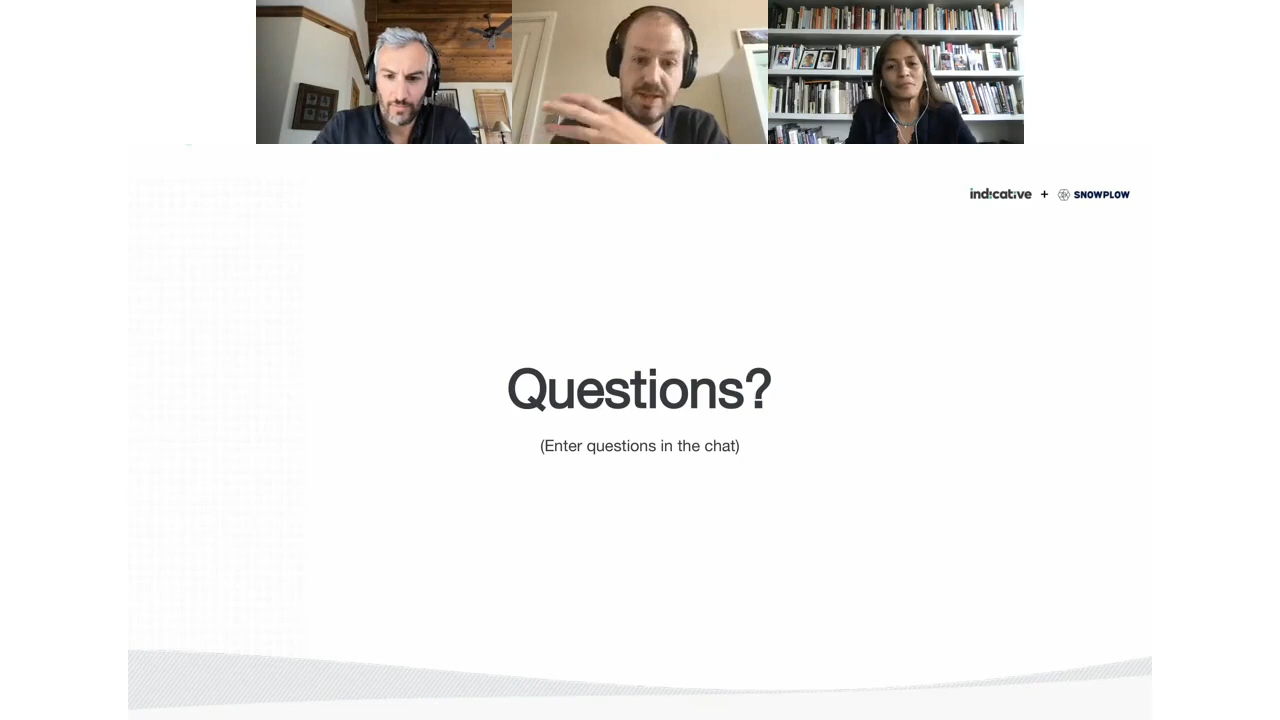 indicative + SNOWPLOW
Questions?
(Enter questions in the chat)